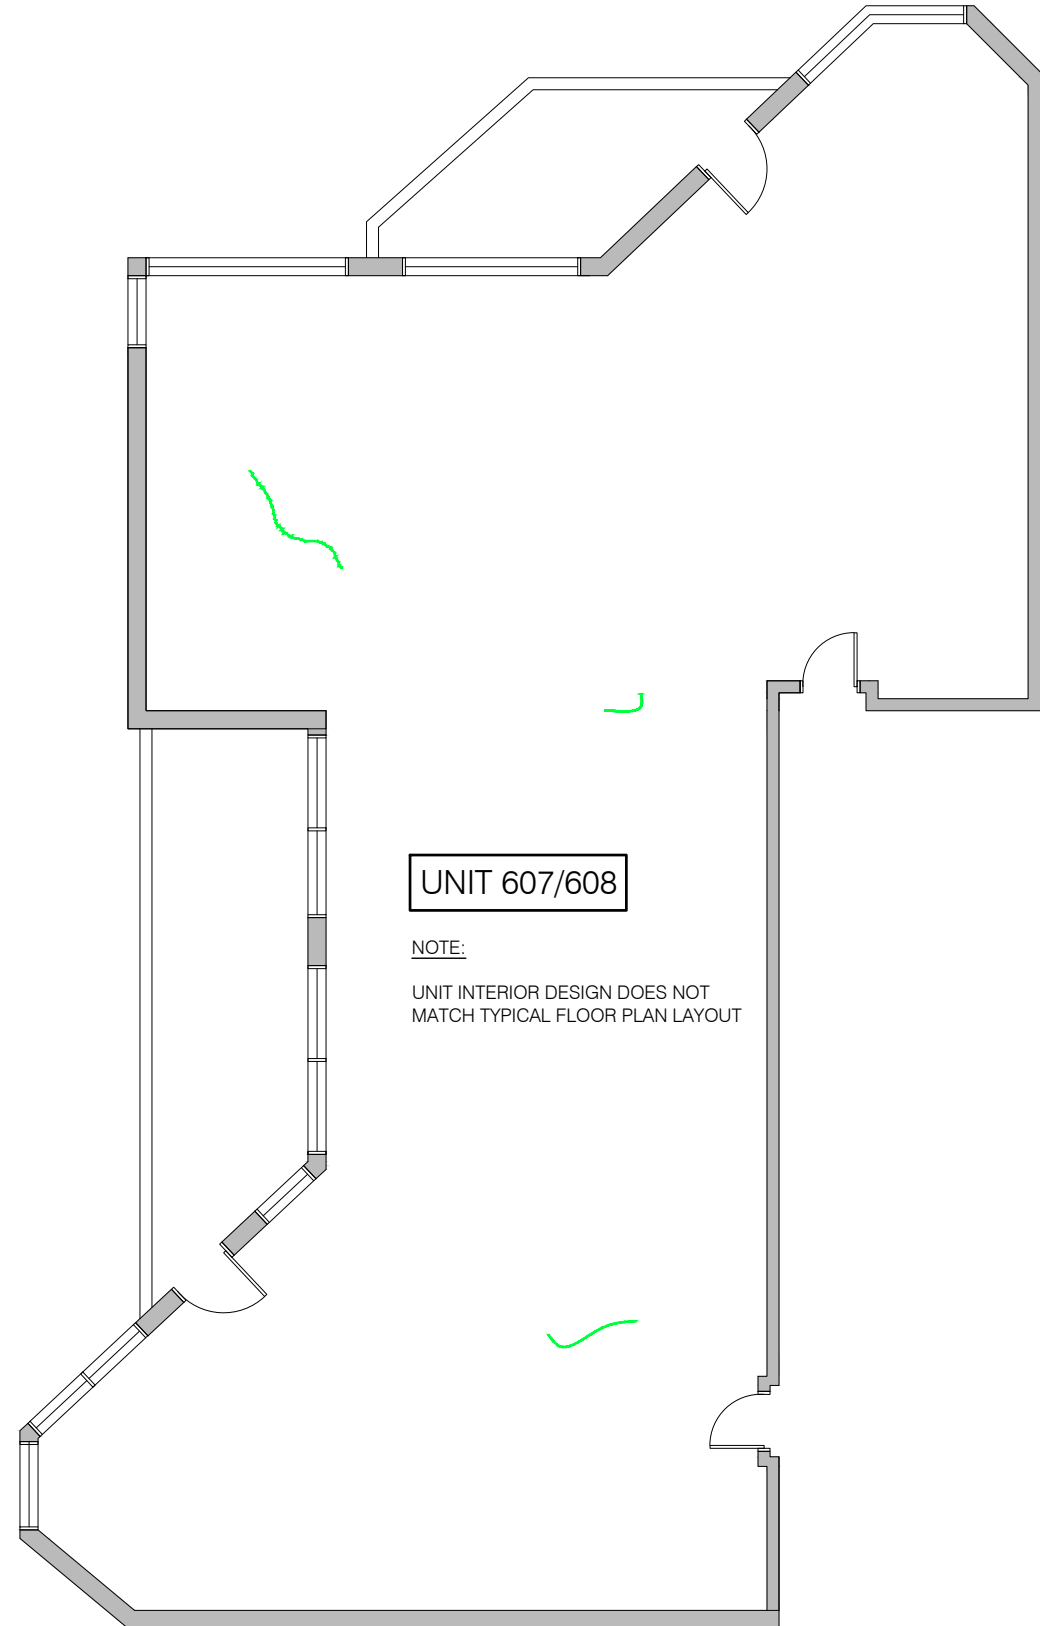 UNIT 607/608
NOTE:
UNIT INTERIOR DESIGN DOES NOT
MATCH TYPICAL FLOOR PLAN LAYOUT